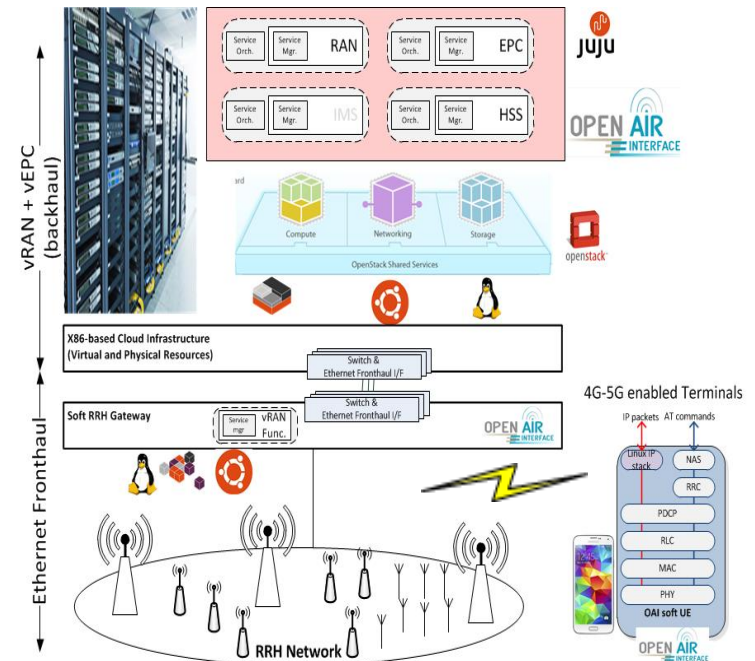 vRAN + vEPC
(backhaul)
Ethernet Fronthaul
Service
Orch.
Service
Mgr.
RAN
Service
Orch.
Service
Mgr.
EPC
Service
Orch.
Service
Mgr.
IMS
Service
Orch.
Service
Mgr.
HSS
juju
OPEN AIR
INTERFACE
ard
Compute
Networking
Storage
OpenStack Shared Services
openstack
X86-based Cloud Infrastructure
(Virtual and Physical Resources)
Switch &
Ethernet Fronthaul I/F
Switch &
Ethernet Fronthaul I/F
Soft RRH Gateway
Service
mgr
vRAN
Func.
OPEN AIR
INTERFACE
RRH Network
4G-5G enabled Terminals
IP packets
AT commands
Linux IP
stack
NAS
RRC
PDCP
RLC
MAC
PHY
OAI soft UE
OPEN AIR
INTERFACE